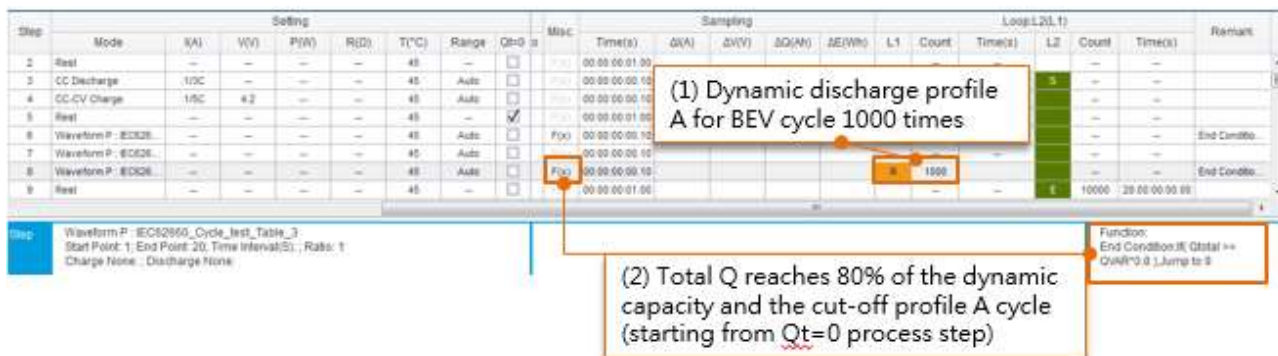 Step Setting Misc Sampling Loop:L2(L1) Remark
Mode I(A) V(V) P(W) R(Ω) T(°C) Range Qt=0 Time(s) ΔI(A) ΔV(V) ΔQ(Ah) ΔE(Wh) L1 Count Time(s) L2 Count Time(s)
2 Rest -- -- -- -- 45 -- 00:00:00:01.00 -- -- --
3 CC Discharge 1/3C -- -- -- 45 Auto 00:00:00:00.10 S -- --
4 CC-CV Charge 1/5C 4.2 -- -- 45 Auto 00:00:00:00.10 -- --
5 Rest -- -- -- -- 45 -- 00:00:00:01.00 -- --
6 Waveform P : IEC626... -- -- -- -- 45 Auto F(x) 00:00:00:00.10 -- -- End Conditio...
7 Waveform P : IEC626... -- -- -- -- 45 Auto 00:00:00:00.10 -- --
8 Waveform P : IEC626... -- -- -- -- 45 Auto F(x) 00:00:00:00.10 1000 -- -- -- End Conditio...
9 Rest -- -- -- -- 45 -- 00:00:00:01.00 -- -- E 10000 20:00:00:00.00
(1) Dynamic discharge profile
A for BEV cycle 1000 times
Step
Waveform P : IEC62660_Cycle_test_Table_3
Start Point: 1, End Point: 20, Time Interval(S): , Ratio: 1
Charge None: ; Discharge None:
Function:
End Condition:If( Qtotal >=
QVAR*0.8 ),Jump to 9
(2) Total Q reaches 80% of the dynamic
capacity and the cut-off profile A cycle
(starting from Qt=0 process step)